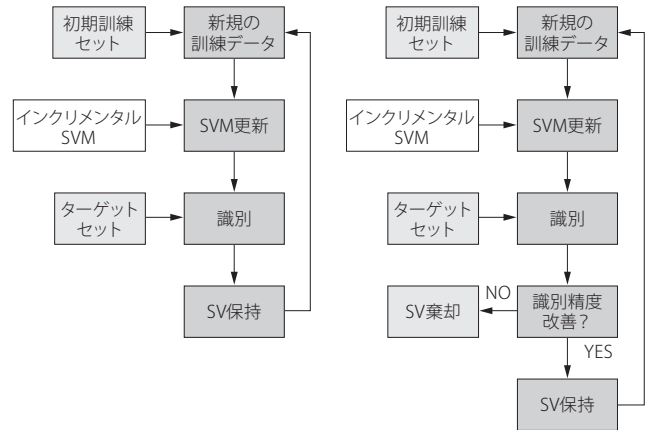 初期訓練
セット
新規の
訓練データ
インクリメンタル
SVM
SVM更新
ターゲット
セット
識別
SV保持
初期訓練
セット
新規の
訓練データ
インクリメンタル
SVM
SVM更新
ターゲット
セット
識別
SV棄却
NO
識別精度
改善?
YES
SV保持